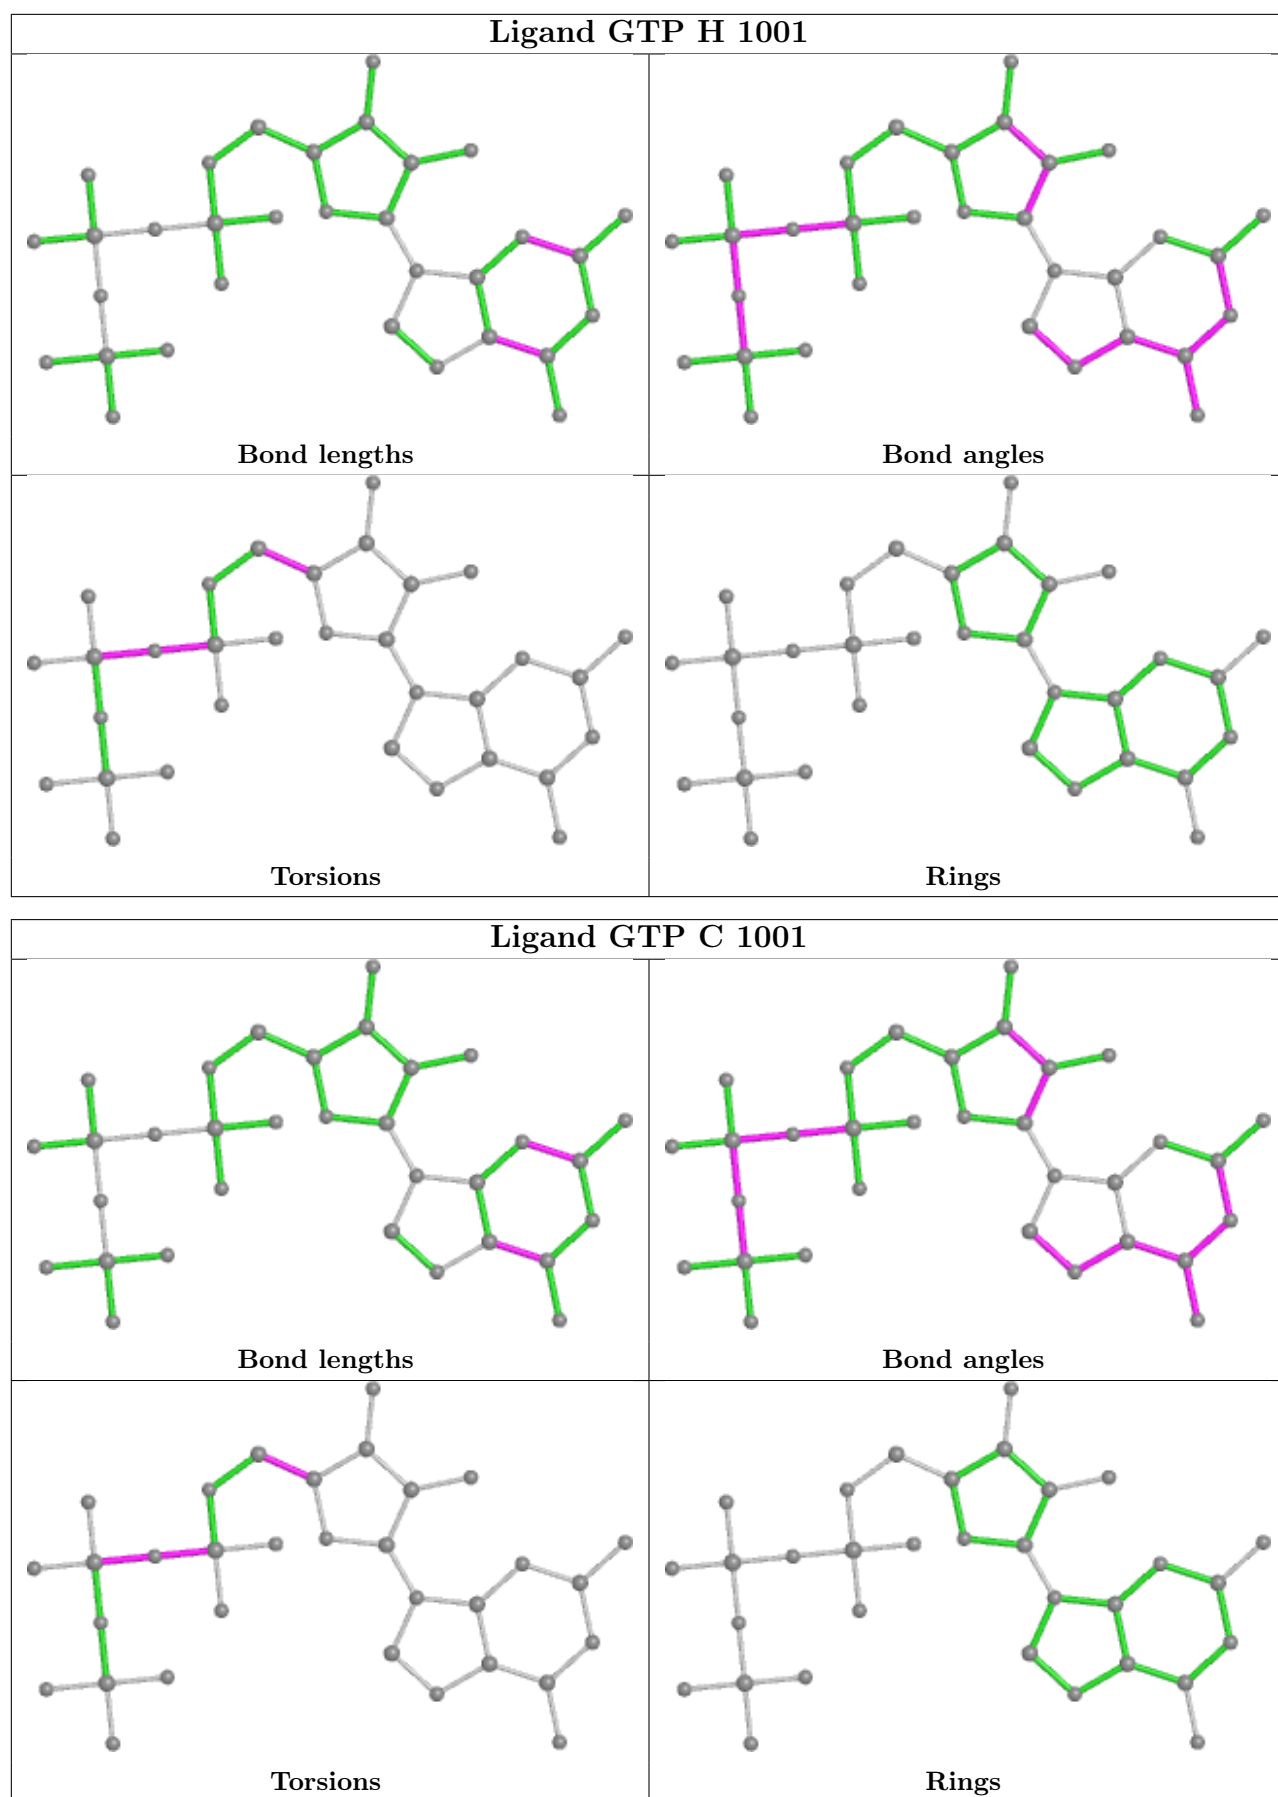 Ligand GTP H 1001
Bond lengths
Bond angles
Torsions
Rings
Ligand GTP C 1001
Bond lengths
Bond angles
Torsions
Rings